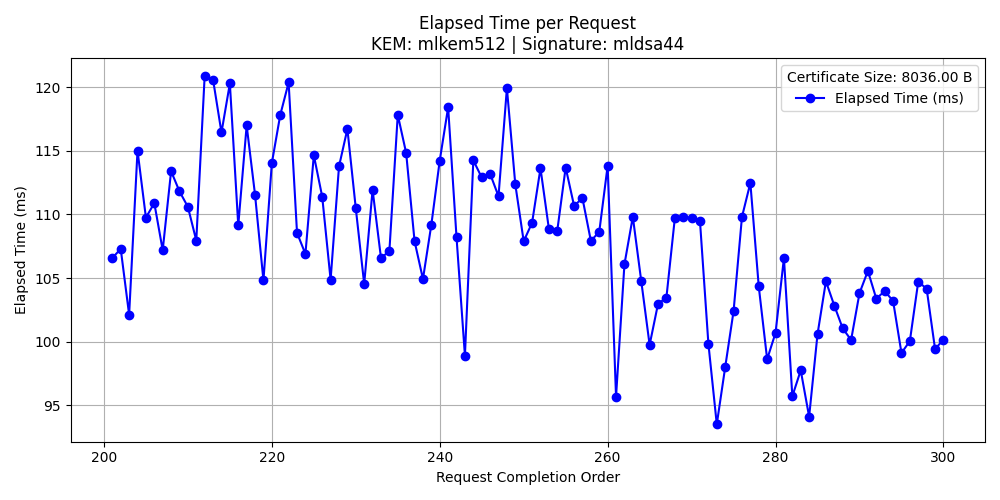 Elapsed Time per Request
KEM: mlkem512 | Signature: mldsa44
Certificate Size: 8036.00 B
Elapsed Time (ms)
Elapsed Time (ms)
120
115
110
105
100
95
200 220 240 260 280 300
Request Completion Order